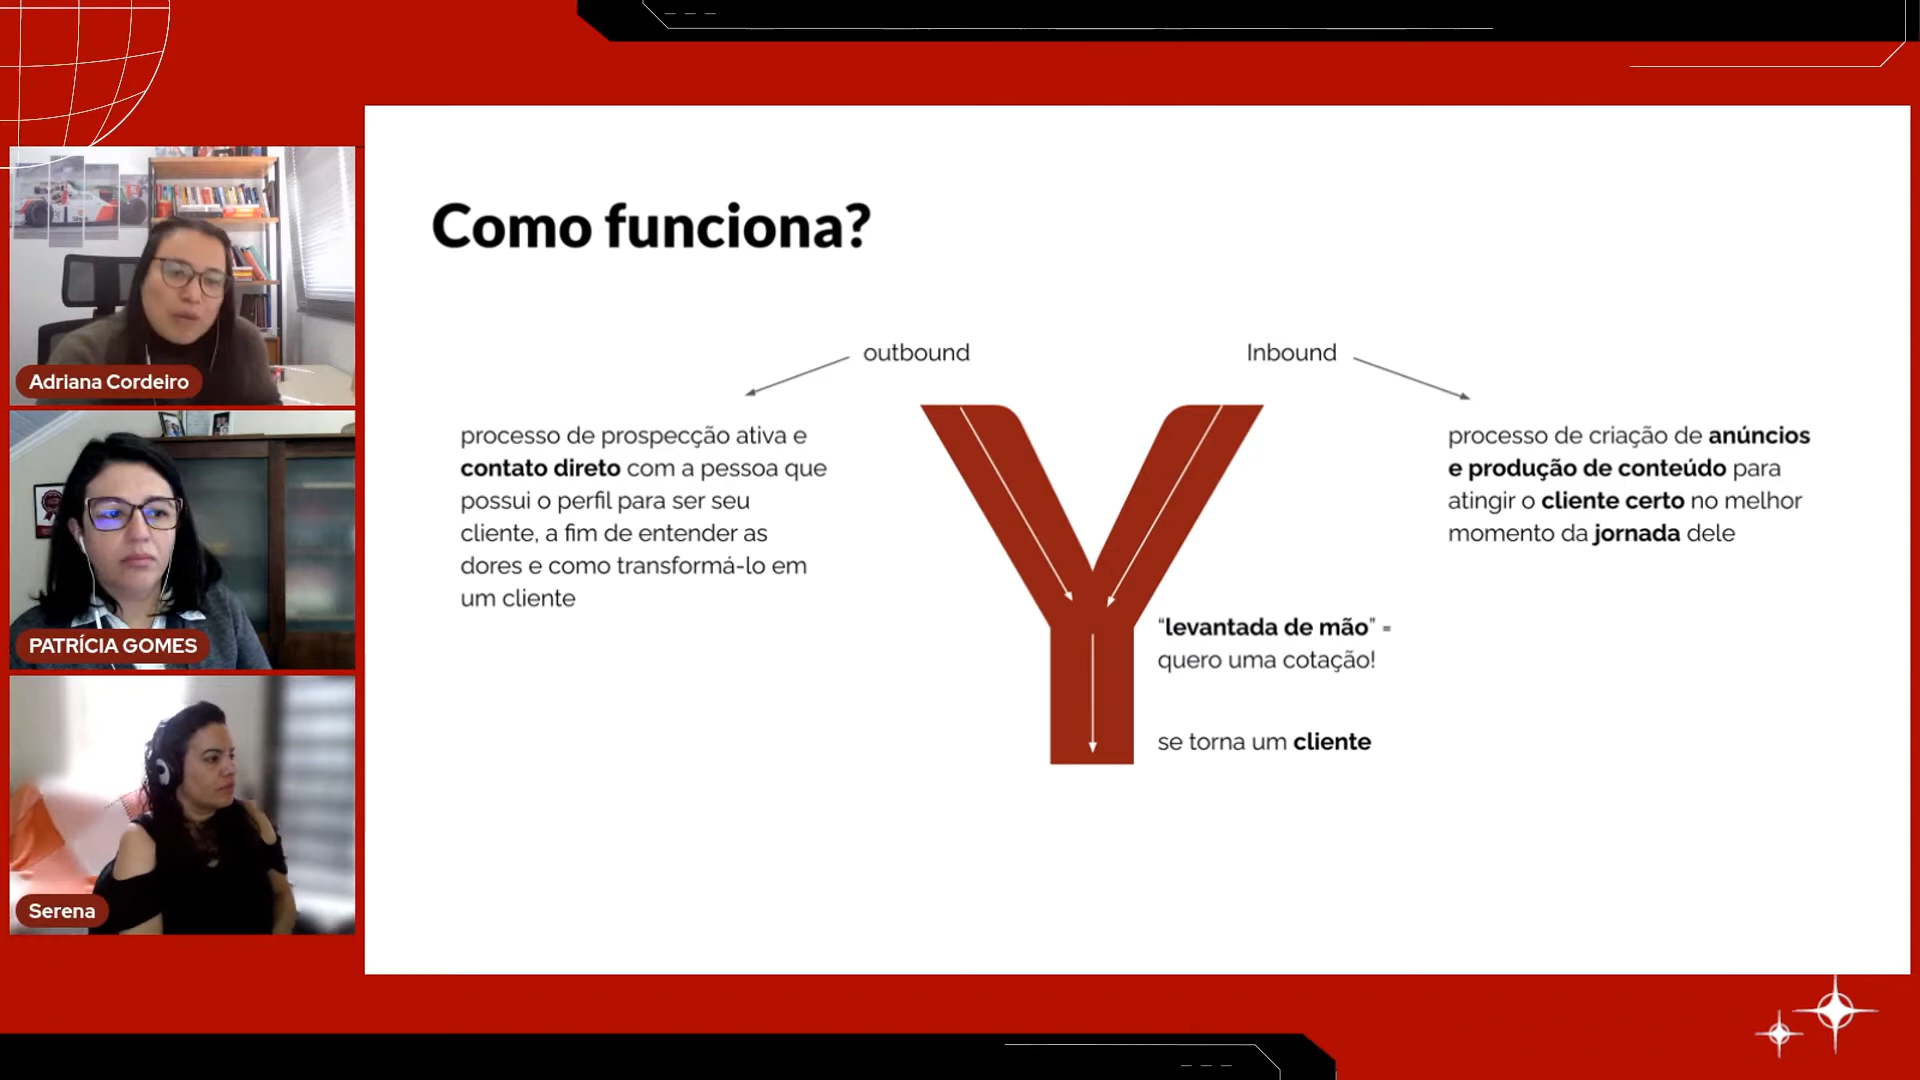 Como funciona?
outbound
Inbound
processo de prospecção ativa e
contato direto com a pessoa que
possui o perfil para ser seu
cliente, a fim de entender as
dores e como transformá-lo em
um cliente
processo de criação de anúncios
e produção de conteúdo para
atingir o cliente certo no melhor
momento da jornada dele
“levantada de mão” =
quero uma cotação!
se torna um cliente
Adriana Cordeiro
PATRÍCIA GOMES
Serena